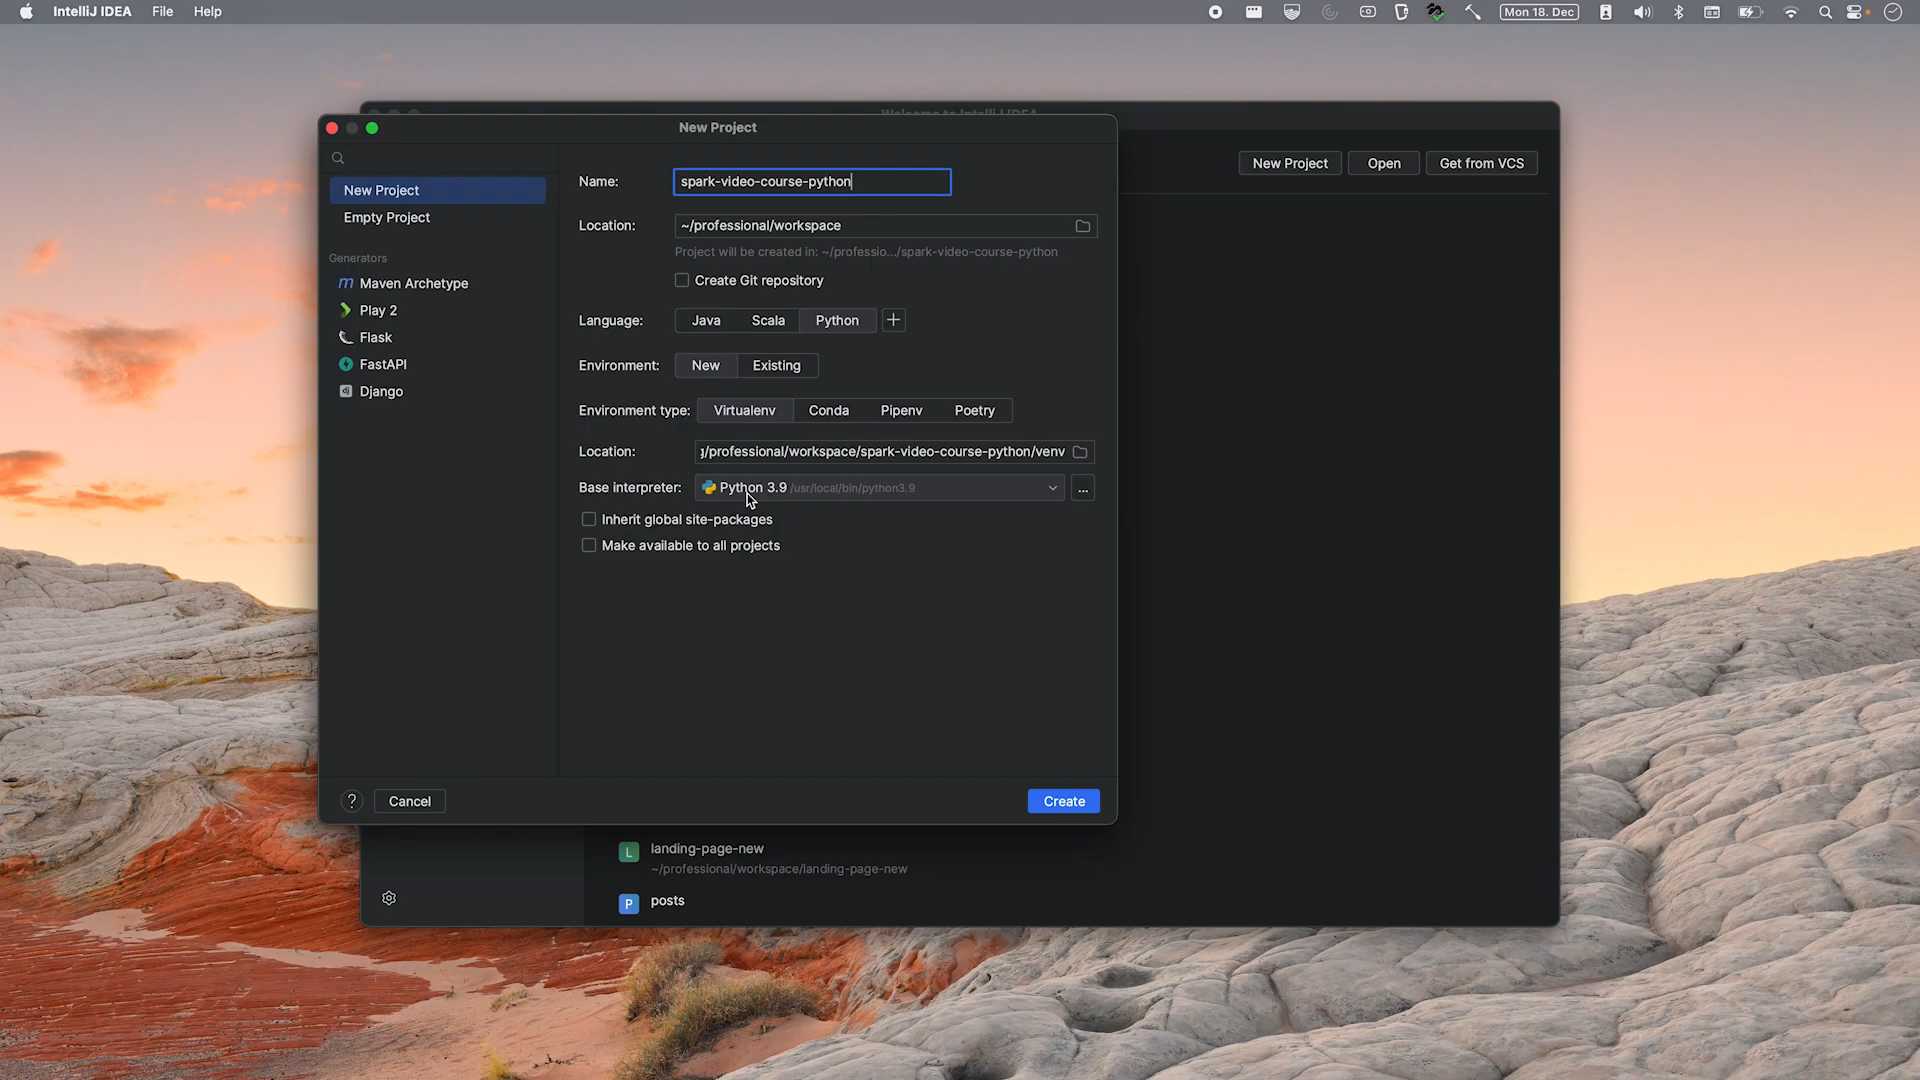 IntelliJ IDEA File Help
Mon 18. Dec
New Project
New Project Open Get from VCS
New Project
Empty Project
Generators
Maven Archetype
Play 2
Flask
FastAPI
Django
Name: spark-video-course-python
Location: ~/professional/workspace
Project will be created in: ~/professio.../spark-video-course-python
Create Git repository
Language: Java Scala Python
Environment: New Existing
Environment type: Virtualenv Conda Pipenv Poetry
Location: /professional/workspace/spark-video-course-python/venv
Base interpreter: Python 3.9 /usr/local/bin/python3.9 ...
Inherit global site-packages
Make available to all projects
? Cancel Create
L landing-page-new
~/professional/workspace/landing-page-new
P posts